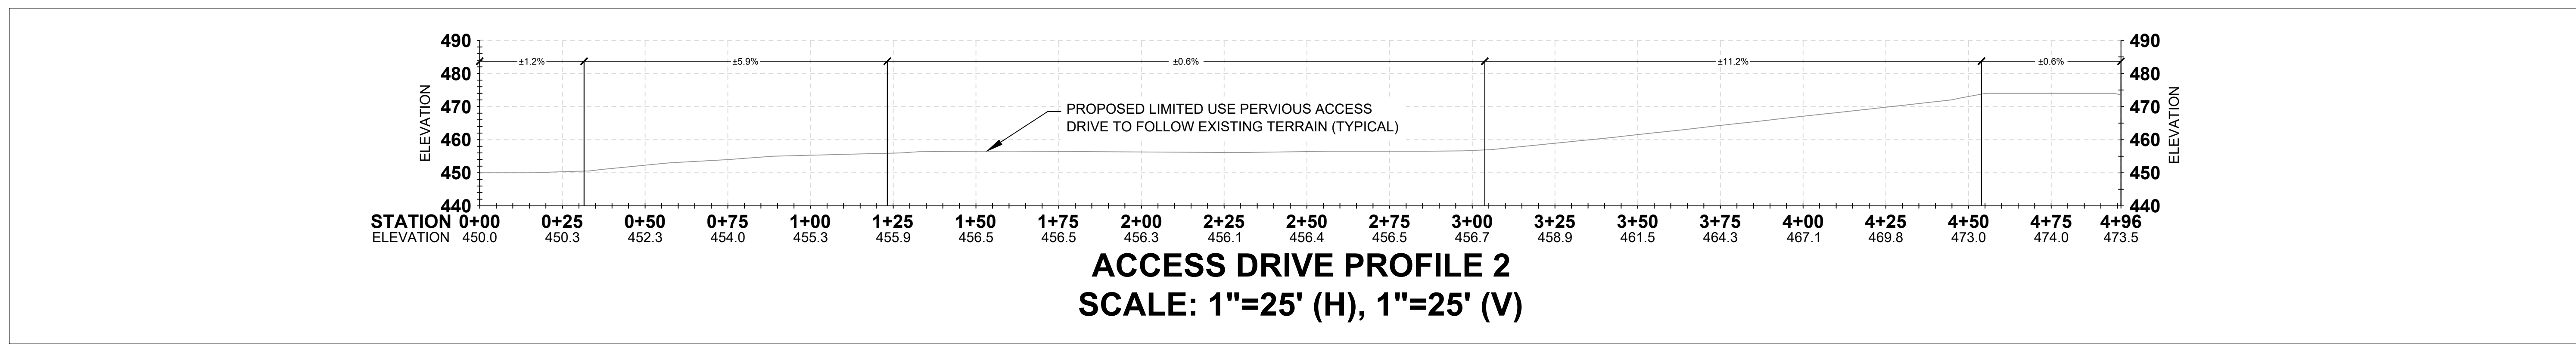 490 490
±1.2% ±5.9% ±0.6% ±11.2% ±0.6%
480 480
470 470
PROPOSED LIMITED USE PERVIOUS ACCESS
DRIVE TO FOLLOW EXISTING TERRAIN (TYPICAL)
ELEVATION ELEVATION
460 460
450 450
440 440
STATION 0+00 0+25 0+50 0+75 1+00 1+25 1+50 1+75 2+00 2+25 2+50 2+75 3+00 3+25 3+50 3+75 4+00 4+25 4+50 4+75 4+96
ELEVATION 450.0 450.3 452.3 454.0 455.3 455.9 456.5 456.5 456.3 456.1 456.4 456.5 456.7 458.9 461.5 464.3 467.1 469.8 473.0 474.0 473.5
ACCESS DRIVE PROFILE 2
SCALE: 1"=25' (H), 1"=25' (V)